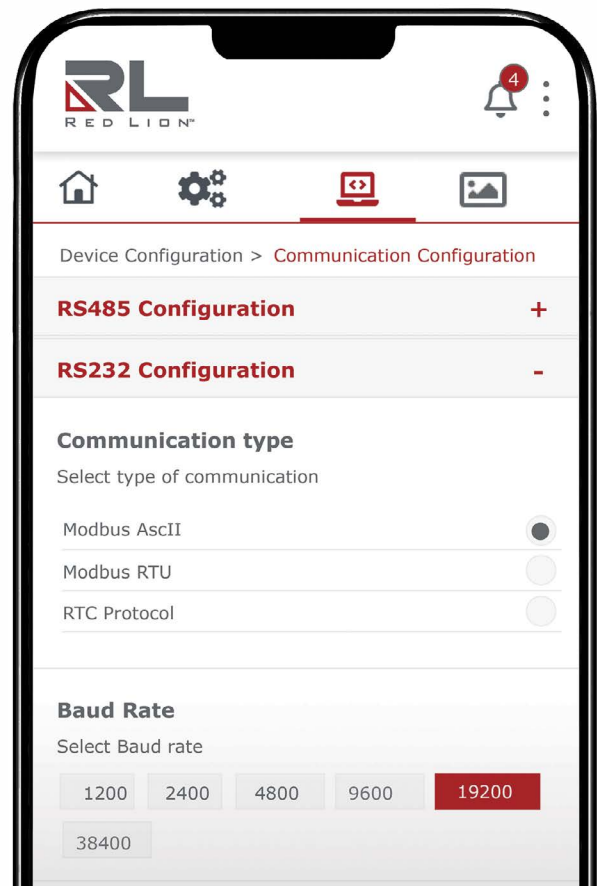 4
RL
RED LION™
Device Configuration > Communication Configuration
RS485 Configuration +
RS232 Configuration -
Communication type
Select type of communication
Modbus AscII
Modbus RTU
RTC Protocol
Baud Rate
Select Baud rate
1200 2400 4800 9600 19200
38400